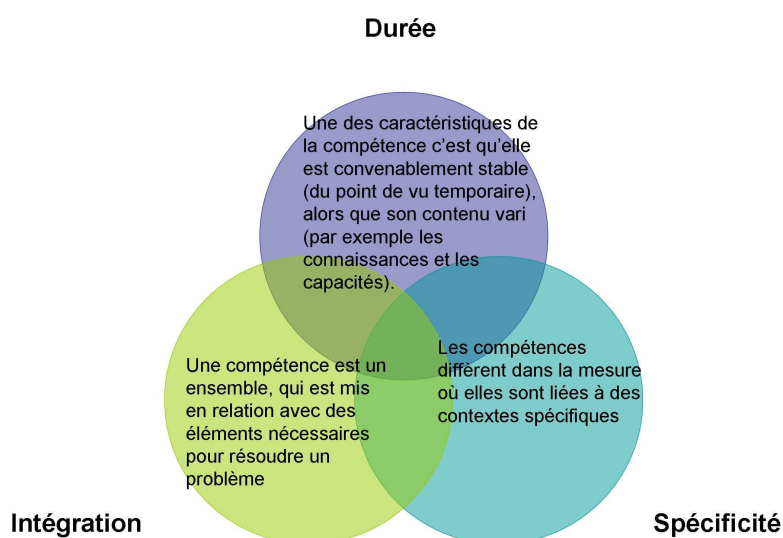 Durée
Une des caractéristiques de
la compétence c’est qu’elle
est convenablement stable
(du point de vu temporaire),
alors que son contenu vari
(par exemple les
connaissances et les
capacités).
Une compétence est un
ensemble, qui est mis
en relation avec des
éléments nécessaires
pour résoudre un
problème
Les compétences
diffèrent dans la mesure
où elles sont liées à des
contextes spécifiques
Intégration
Spécificité